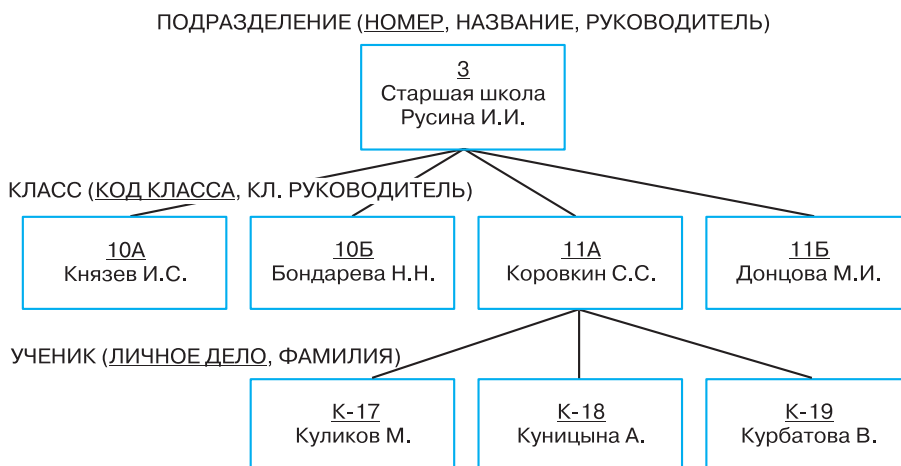 ПОДРАЗДЕЛЕНИЕ (НОМЕР, НАЗВАНИЕ, РУКОВОДИТЕЛЬ)
3
Старшая школа
Русина И.И.
КЛАСС (КОД КЛАССА, КЛ. РУКОВОДИТЕЛЬ)
10А
Князев И.С.
10Б
Бондарева Н.Н.
11А
Коровкин С.С.
11Б
Донцова М.И.
УЧЕНИК (ЛИЧНОЕ ДЕЛО, ФАМИЛИЯ)
К-17
Куликов М.
К-18
Куницына А.
К-19
Курбатова В.